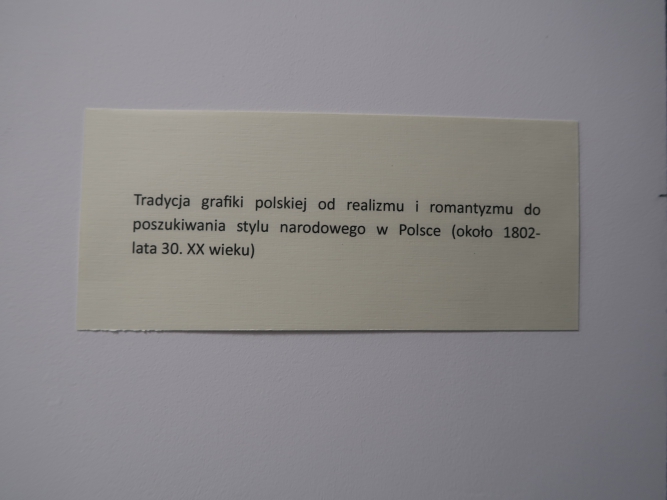 Tradycja grafiki polskiej od realizmu i romantyzmu do
poszukiwania stylu narodowego w Polsce (około 1802-
lata 30. XX wieku)